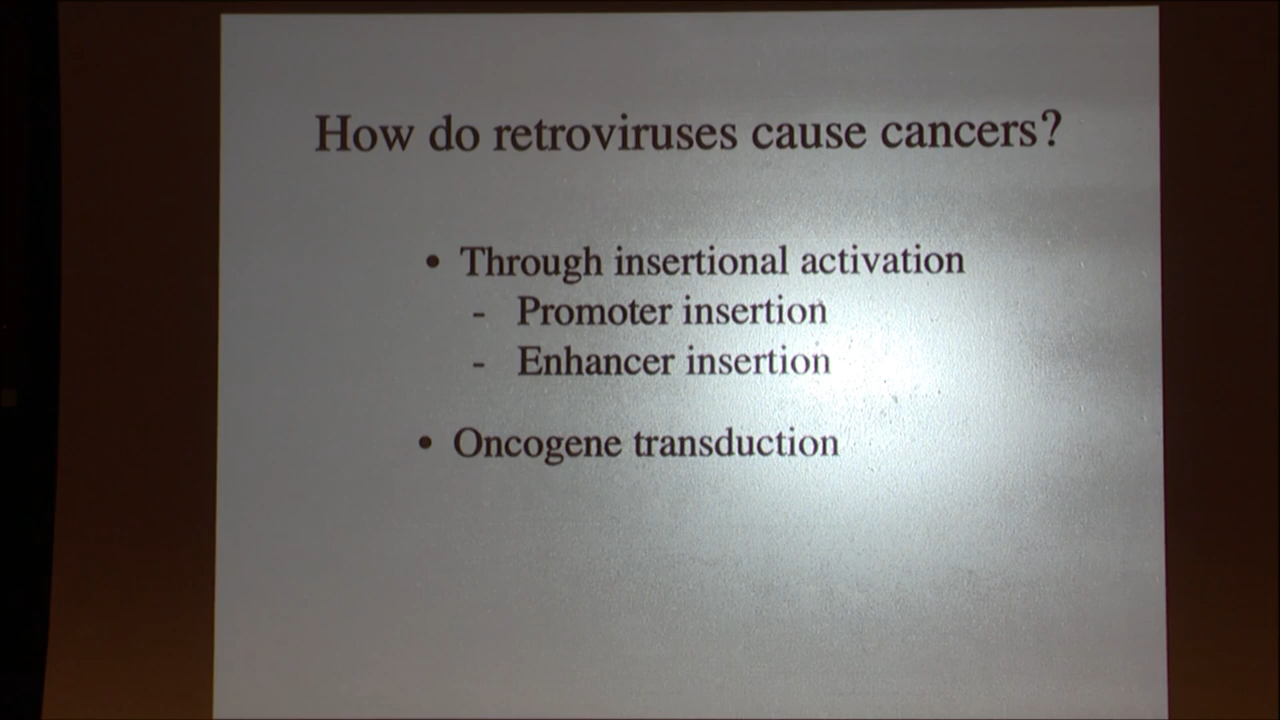 How do retroviruses cause cancers?
• Through insertional activation
- Promoter insertion
- Enhancer insertion
• Oncogene transduction